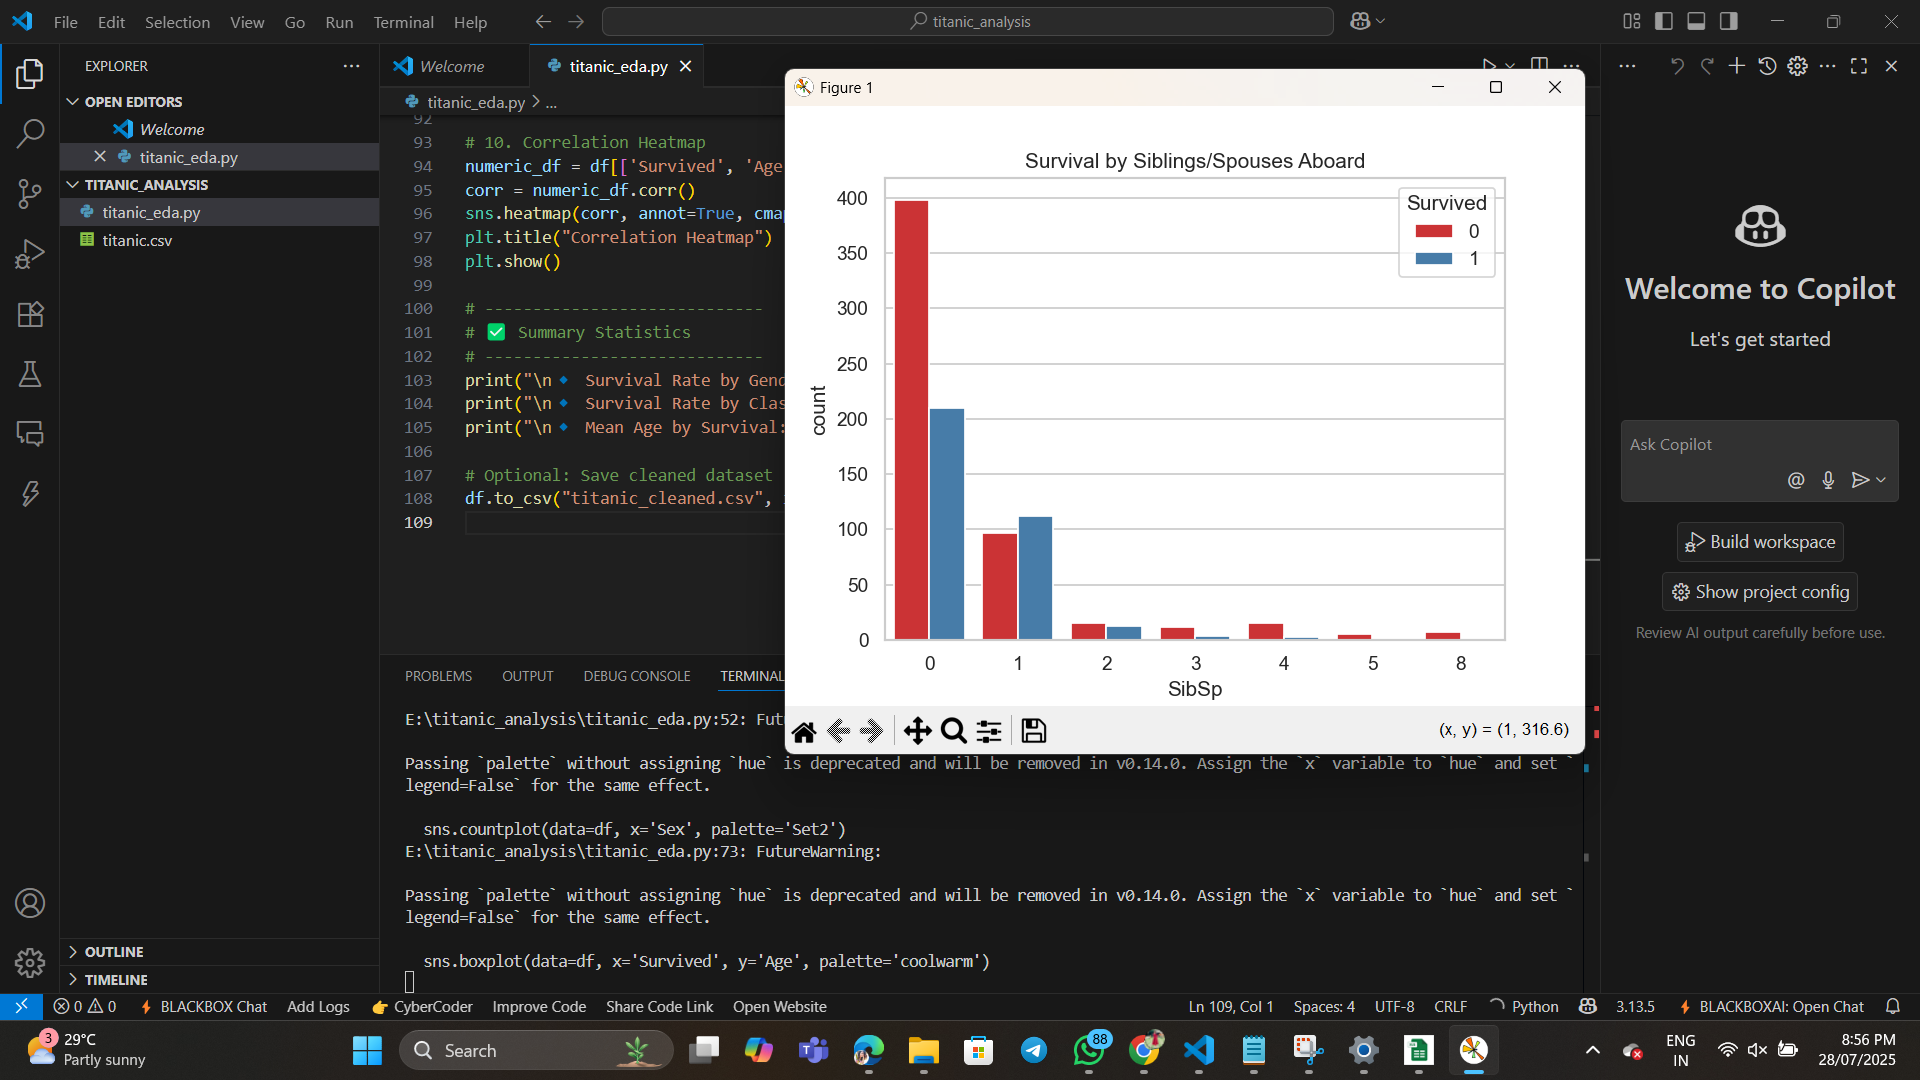 File Edit Selection View Go Run Terminal Help
titanic_analysis
EXPLORER
OPEN EDITORS
Welcome
titanic_eda.py
TITANIC_ANALYSIS
titanic_eda.py
titanic.csv
OUTLINE
TIMELINE
Welcome
titanic_eda.py
titanic_eda.py > ...
92
93 # 10. Correlation Heatmap
94 numeric_df = df[['Survived', 'Age
95 corr = numeric_df.corr()
96 sns.heatmap(corr, annot=True, cma
97 plt.title("Correlation Heatmap")
98 plt.show()
99
100 # -----------------------------
101 # ✅ Summary Statistics
102 # -----------------------------
103 print("\n🔹 Survival Rate by Gend
104 print("\n🔹 Survival Rate by Clas
105 print("\n🔹 Mean Age by Survival:
106
107 # Optional: Save cleaned dataset
108 df.to_csv("titanic_cleaned.csv",
109
Figure 1
Survival by Siblings/Spouses Aboard
Survived
0
1
400
350
300
250
200
150
100
50
0
count
0 1 2 3 4 5 8
SibSp
(x, y) = (1, 316.6)
PROBLEMS OUTPUT DEBUG CONSOLE TERMINAL
E:\titanic_analysis\titanic_eda.py:52: Fut
Passing `palette` without assigning `hue` is deprecated and will be removed in v0.14.0. Assign the `x` variable to `hue` and set `
legend=False` for the same effect.
sns.countplot(data=df, x='Sex', palette='Set2')
E:\titanic_analysis\titanic_eda.py:73: FutureWarning:
Passing `palette` without assigning `hue` is deprecated and will be removed in v0.14.0. Assign the `x` variable to `hue` and set `
legend=False` for the same effect.
sns.boxplot(data=df, x='Survived', y='Age', palette='coolwarm')
Welcome to Copilot
Let's get started
Ask Copilot
Build workspace
Show project config
Review AI output carefully before use.
0 0 BLACKBOX Chat Add Logs 👉 CyberCoder Improve Code Share Code Link Open Website
Ln 109, Col 1 Spaces: 4 UTF-8 CRLF Python 3.13.5 BLACKBOXAI: Open Chat
3
29°C
Partly sunny
Search
88
ENG
IN
8:56 PM
28/07/2025